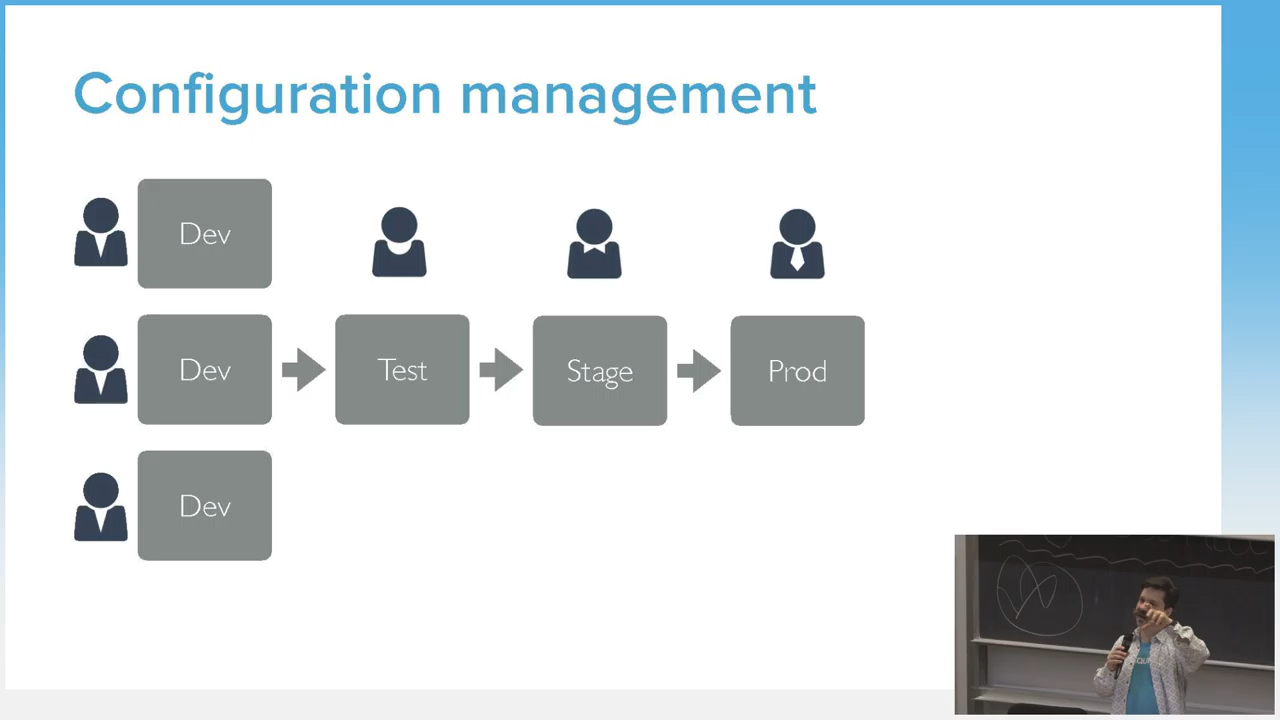 Configuration management
Dev
Dev
Test
Stage
Prod
Dev